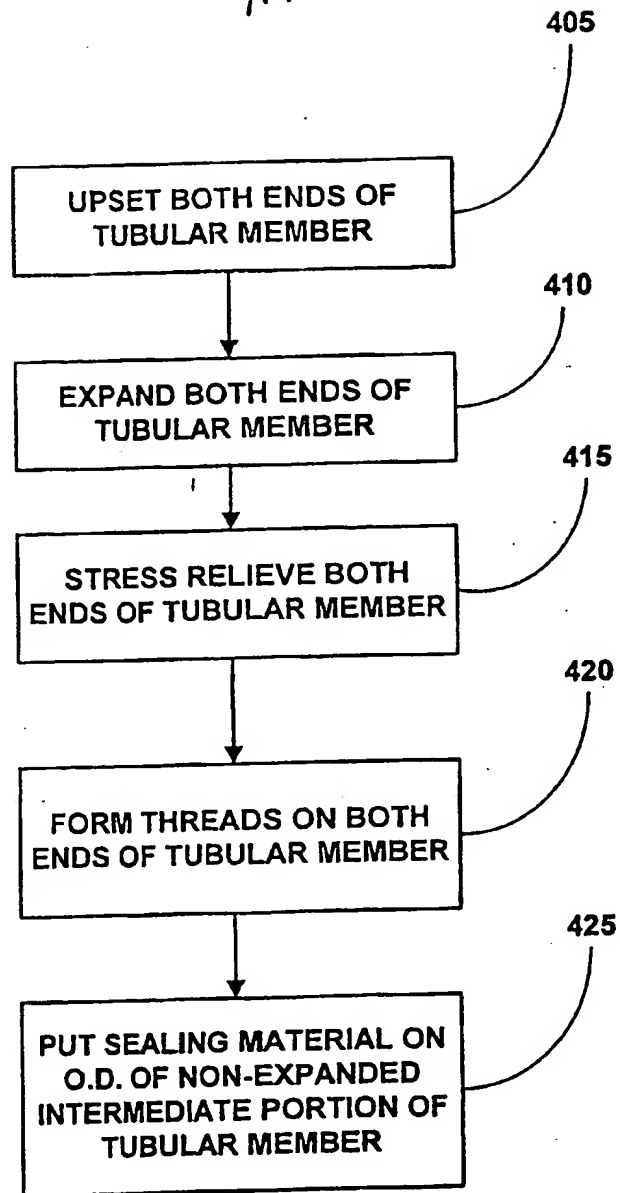 405
UPSET BOTH ENDS OF
TUBULAR MEMBER
410
EXPAND BOTH ENDS OF
TUBULAR MEMBER
415
STRESS RELIEVE BOTH
ENDS OF TUBULAR MEMBER
420
FORM THREADS ON BOTH
ENDS OF TUBULAR MEMBER
425
PUT SEALING MATERIAL ON
O.D. OF NON-EXPANDED
INTERMEDIATE PORTION OF
TUBULAR MEMBER